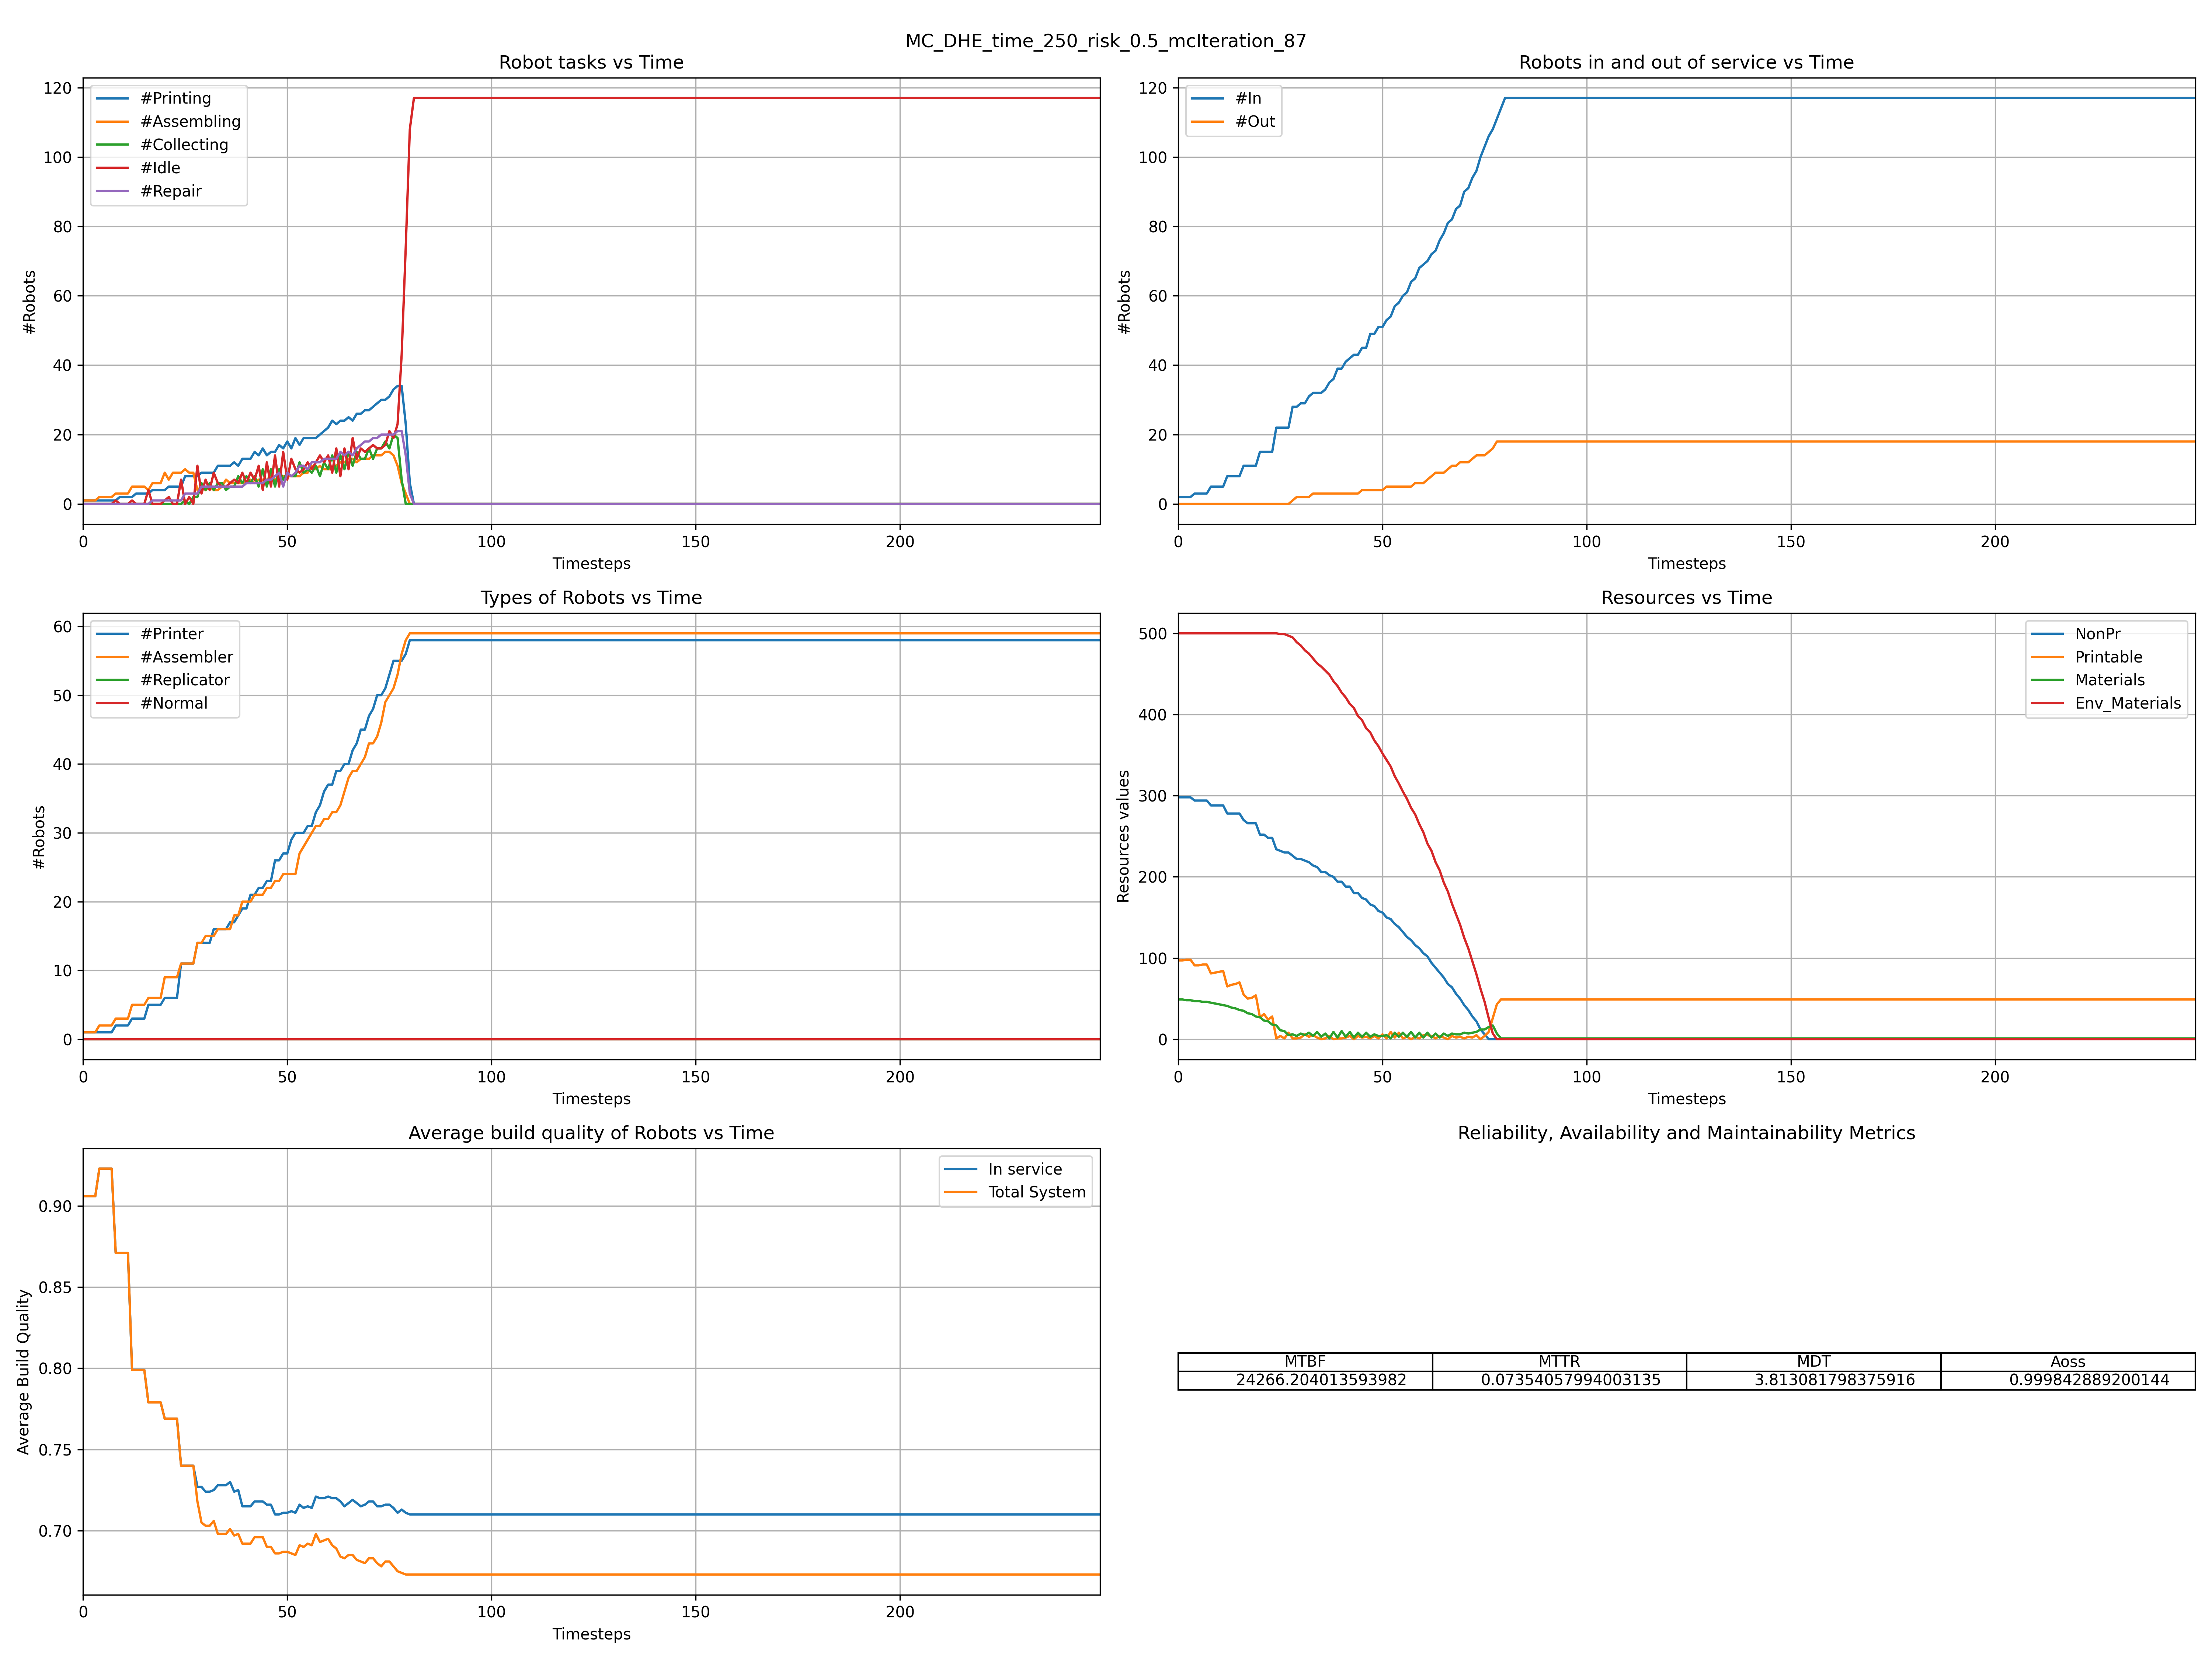 MC_DHE_time_250_risk_0.5_mcIteration_87
Robot tasks vs Time
#Robots
120
100
80
60
40
20
0
#Printing
#Assembling
#Collecting
#Idle
#Repair
0 50 100 150 200
Timesteps
Robots in and out of service vs Time
#Robots
120
100
80
60
40
20
0
#In
#Out
0 50 100 150 200
Timesteps
Types of Robots vs Time
#Robots
60
50
40
30
20
10
0
#Printer
#Assembler
#Replicator
#Normal
0 50 100 150 200
Timesteps
Resources vs Time
Resources values
500
400
300
200
100
0
NonPr
Printable
Materials
Env_Materials
0 50 100 150 200
Timesteps
Average build quality of Robots vs Time
Average Build Quality
0.90
0.85
0.80
0.75
0.70
In service
Total System
0 50 100 150 200
Timesteps
Reliability, Availability and Maintainability Metrics
MTBF MTTR MDT Aoss
24266.204013593982 0.07354057994003135 3.813081798375916 0.999842889200144